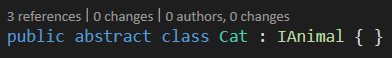 3 references | 0 changes | 0 authors, 0 changes
public abstract class Cat : IAnimal { }